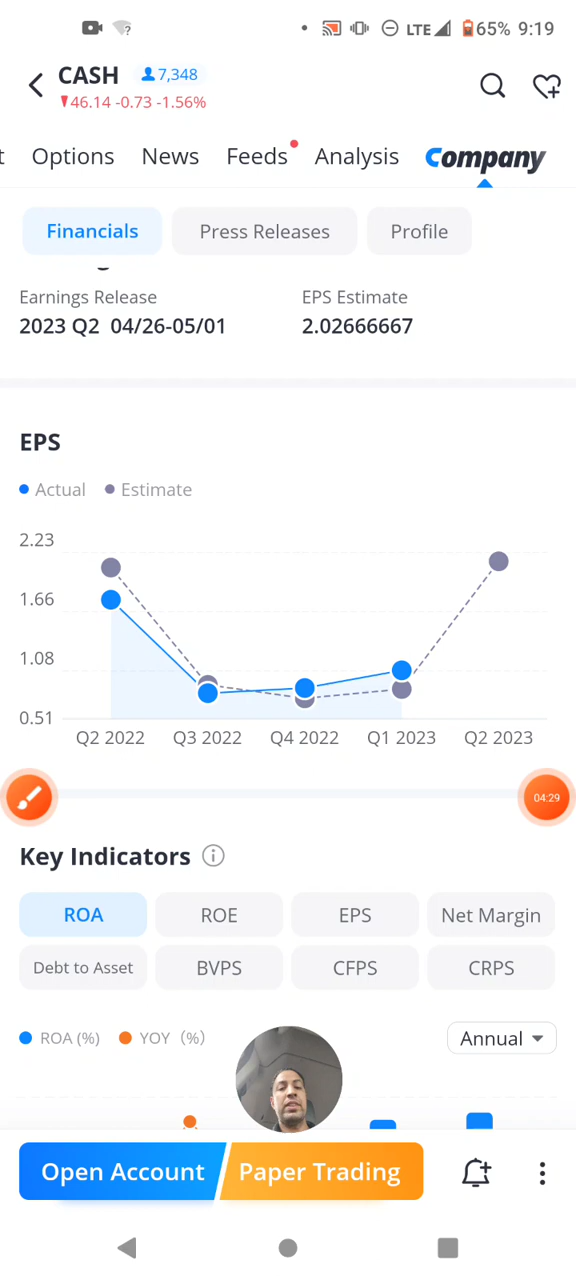 LTE 65% 9:19
CASH 7,348
46.14 -0.73 -1.56%
t Options News Feeds Analysis Company
Financials Press Releases Profile
Earnings Release EPS Estimate
2023 Q2 04/26-05/01 2.02666667
EPS
Actual Estimate
2.23
1.66
1.08
0.51
Q2 2022 Q3 2022 Q4 2022 Q1 2023 Q2 2023
04:29
Key Indicators
ROA ROE EPS Net Margin
Debt to Asset BVPS CFPS CRPS
ROA (%) YOY (%) Annual
Open Account Paper Trading